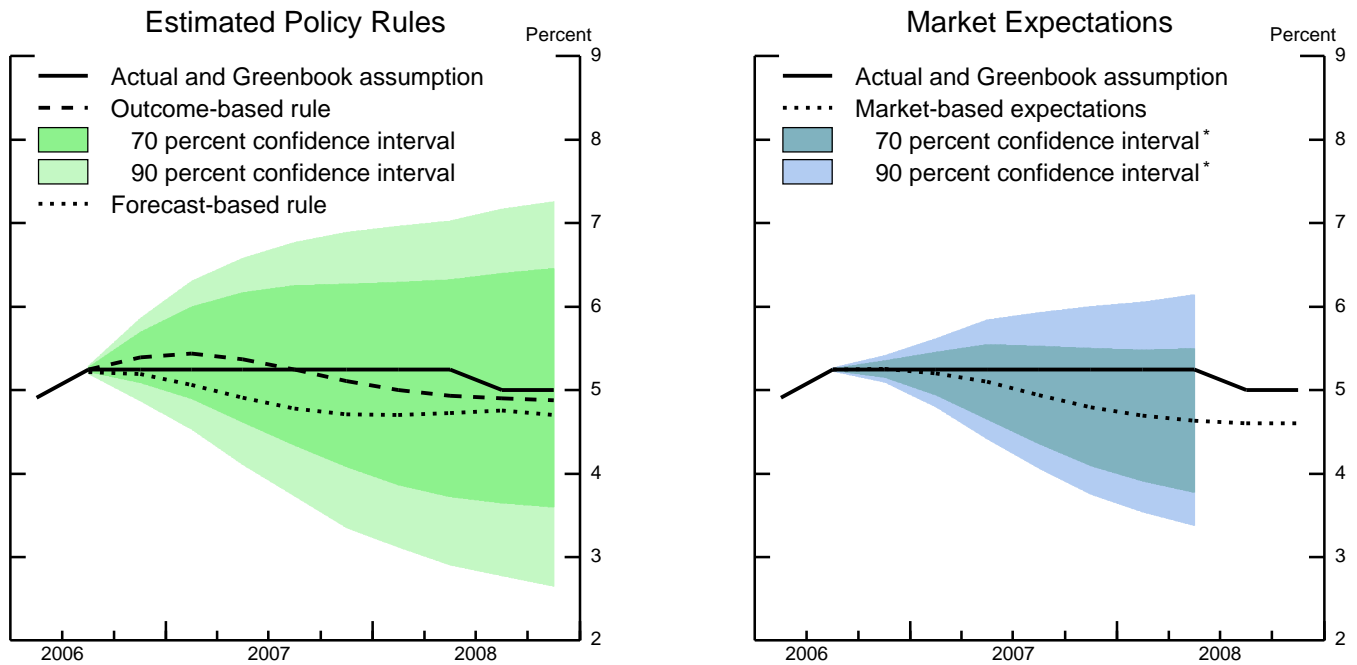 Estimated Policy Rules
Percent
Actual and Greenbook assumption
Outcome-based rule
70 percent confidence interval
90 percent confidence interval
Forecast-based rule
9
8
7
6
5
4
3
2
2006
2007
2008
Market Expectations
Percent
Actual and Greenbook assumption
Market-based expectations
70 percent confidence interval*
90 percent confidence interval*
9
8
7
6
5
4
3
2
2006
2007
2008